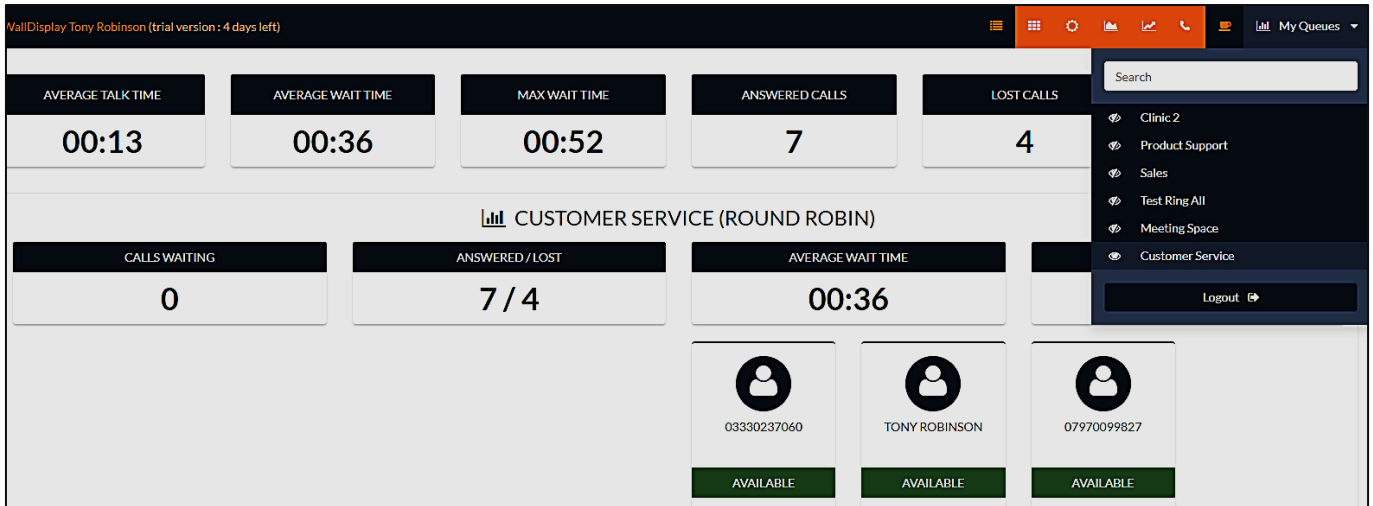 WallDisplay Tony Robinson (trial version : 4 days left)
My Queues
Search
AVERAGE TALK TIME
AVERAGE WAIT TIME
MAX WAIT TIME
ANSWERED CALLS
LOST CALLS
00:13
00:36
00:52
7
4
Clinic 2
Product Support
Sales
Test Ring All
Meeting Space
Customer Service
Logout
CUSTOMER SERVICE (ROUND ROBIN)
CALLS WAITING
ANSWERED / LOST
AVERAGE WAIT TIME
0
7 / 4
00:36
03330237060
TONY ROBINSON
07970099827
AVAILABLE
AVAILABLE
AVAILABLE